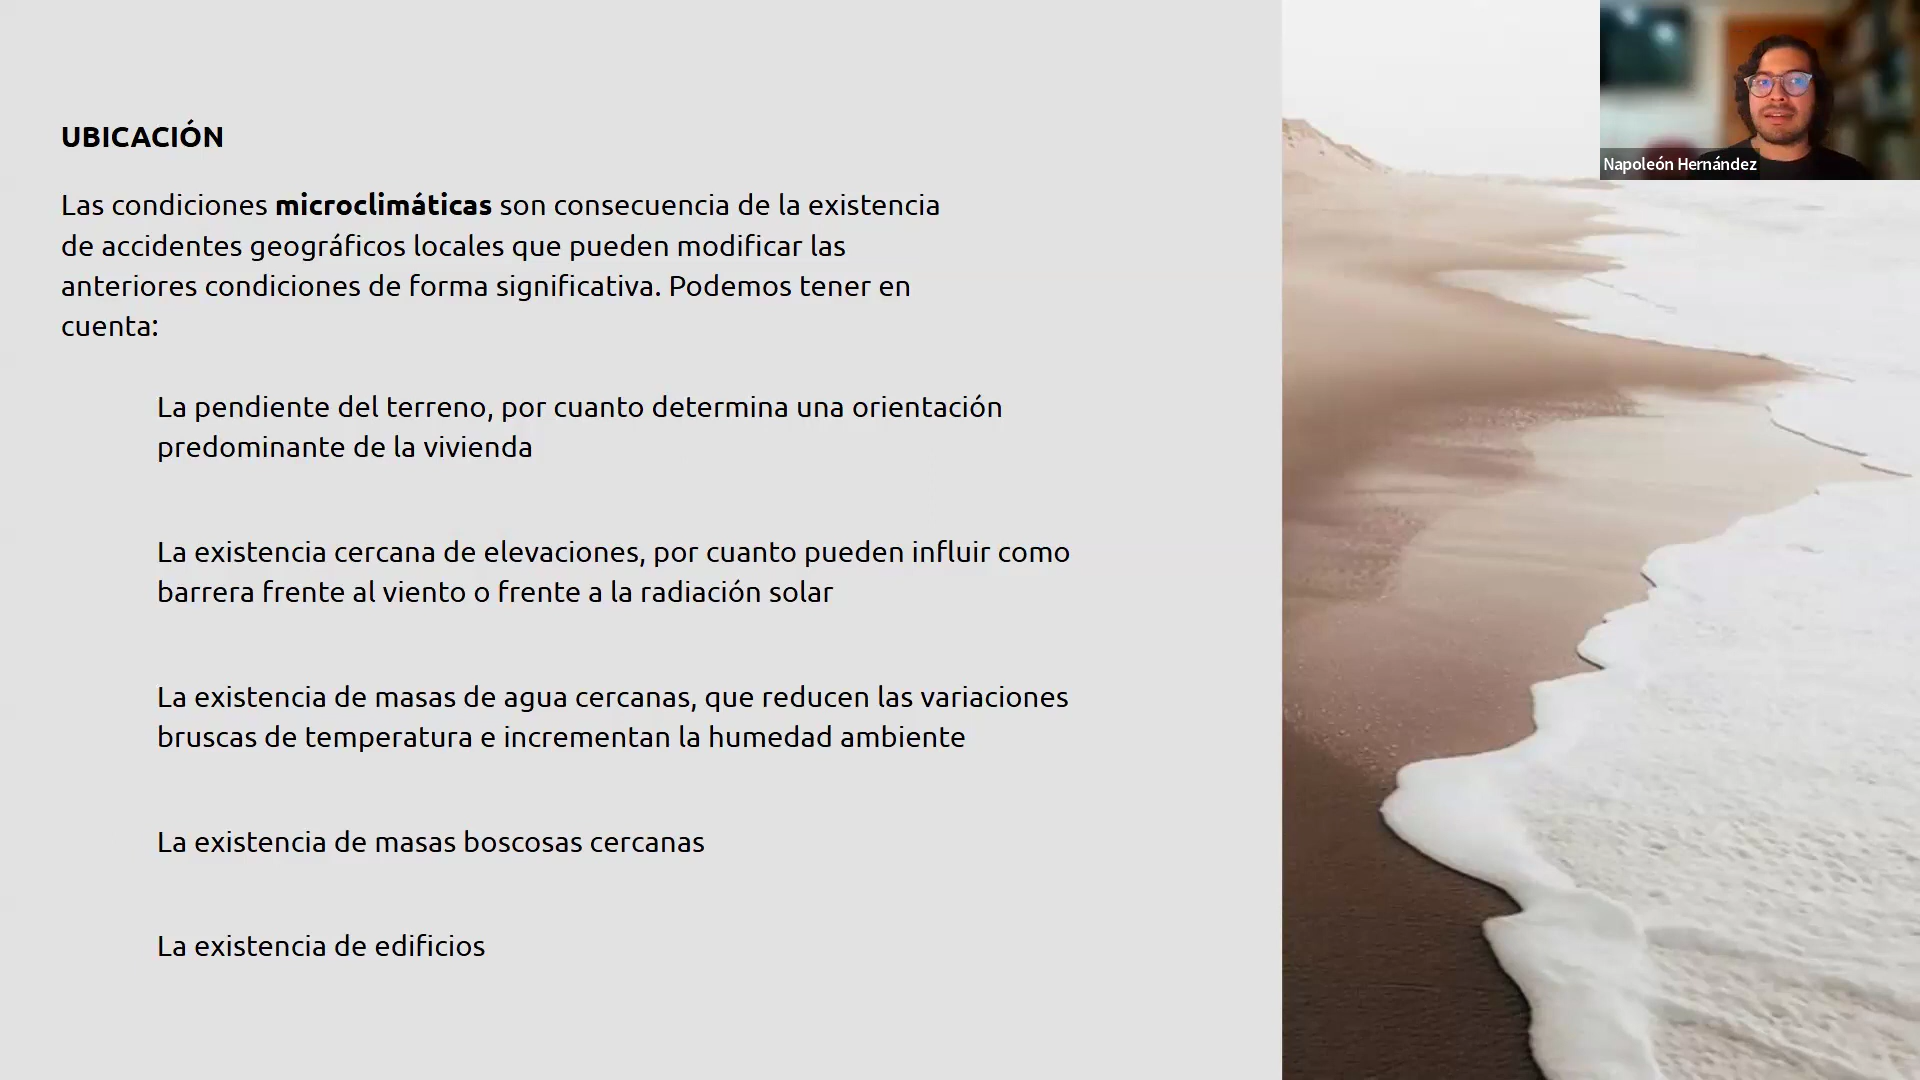 UBICACIÓN
Las condiciones microclimáticas son consecuencia de la existencia
de accidentes geográficos locales que pueden modificar las
anteriores condiciones de forma significativa. Podemos tener en
cuenta:
La pendiente del terreno, por cuanto determina una orientación
predominante de la vivienda
La existencia cercana de elevaciones, por cuanto pueden influir como
barrera frente al viento o frente a la radiación solar
La existencia de masas de agua cercanas, que reducen las variaciones
bruscas de temperatura e incrementan la humedad ambiente
La existencia de masas boscosas cercanas
La existencia de edificios
Napoleón Hernández